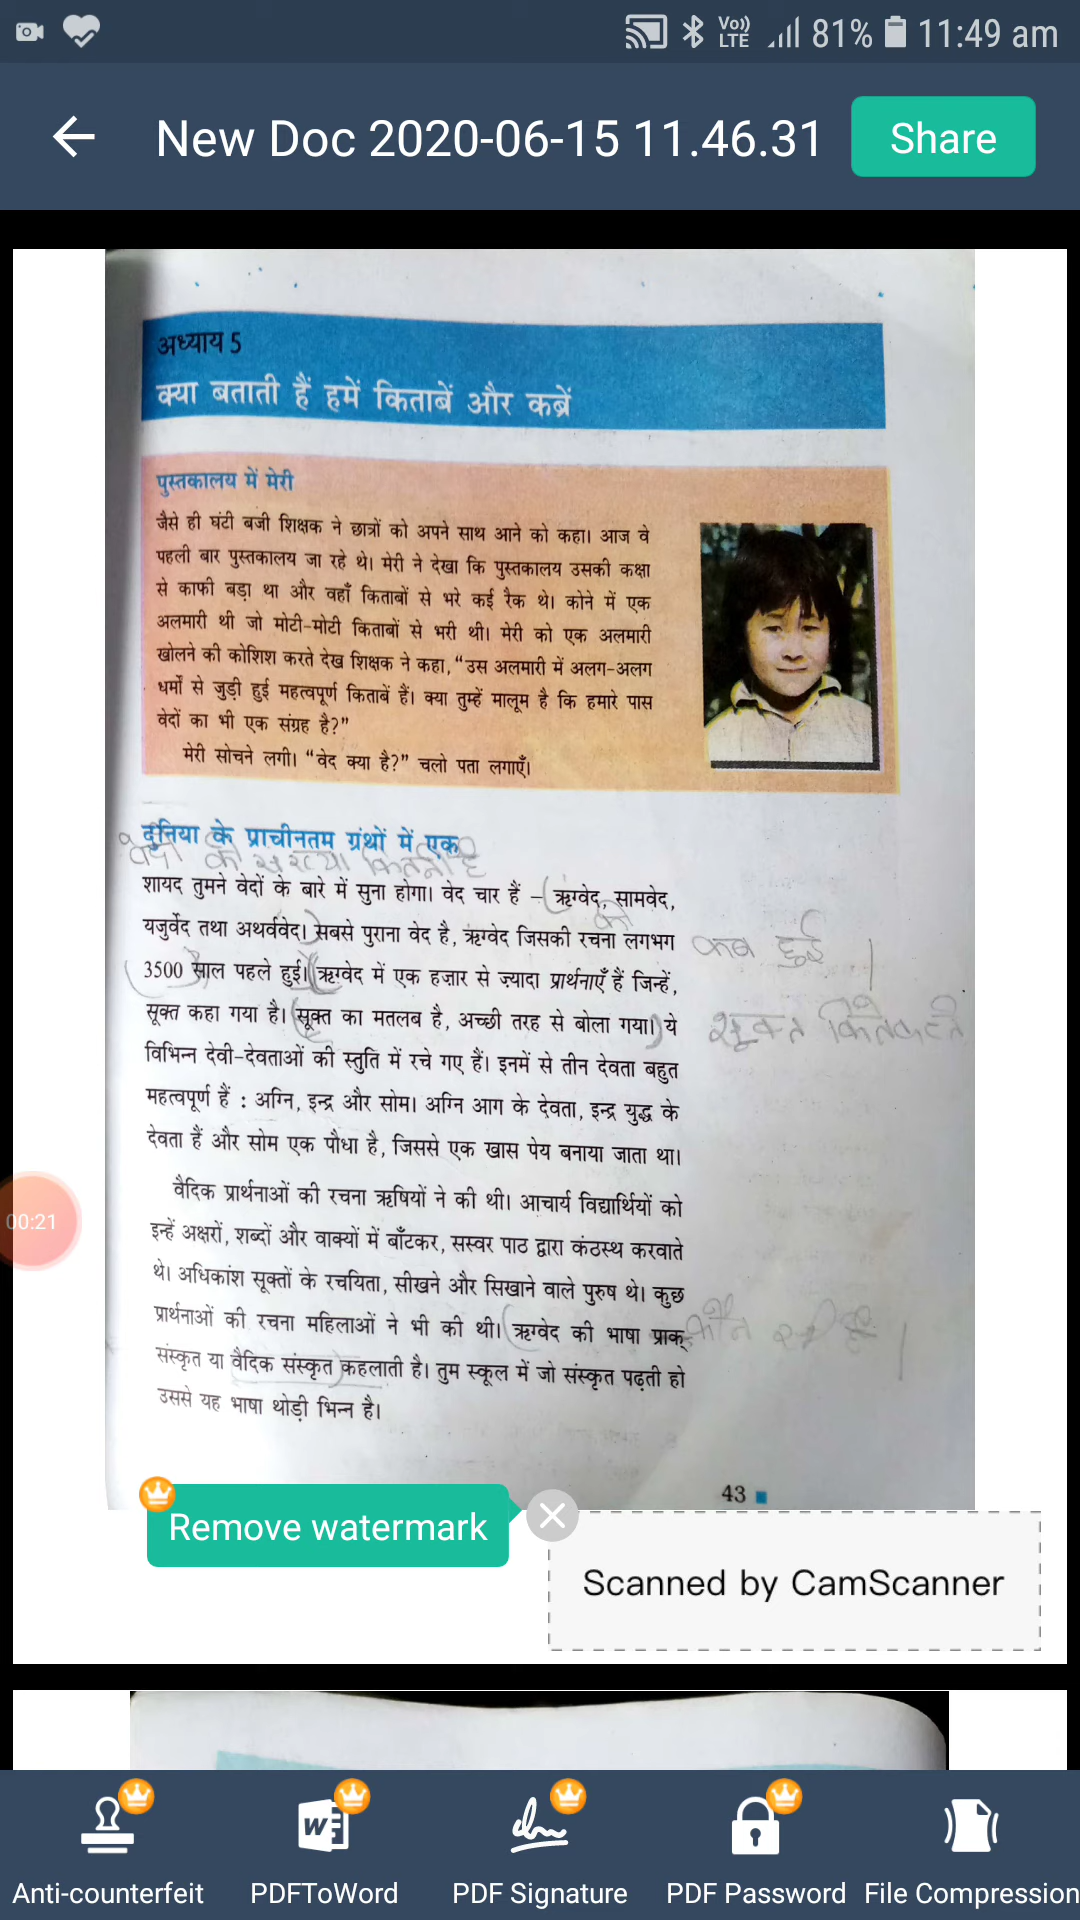 Vo)) LTE 81% 11:49 am
New Doc 2020-06-15 11.46.31 Share
अध्याय 5
क्या बताती हैं हमें किताबें और कब्रें
पुस्तकालय में मेरी
जैसे ही घंटी बजी शिक्षक ने छात्रों को अपने साथ आने को कहा। आज वे
पहली बार पुस्तकालय जा रहे थे। मेरी ने देखा कि पुस्तकालय उसकी कक्षा
से काफी बड़ा था और वहाँ किताबों से भरे कई रैक थे। कोने में एक
अलमारी थी जो मोटी-मोटी किताबों से भरी थी। मेरी को एक अलमारी
खोलने की कोशिश करते देख शिक्षक ने कहा, “उस अलमारी में अलग-अलग
धर्मों से जुड़ी हुई महत्वपूर्ण किताबें हैं। क्या तुम्हें मालूम है कि हमारे पास
वेदों का भी एक संग्रह है?”
मेरी सोचने लगी। “वेद क्या है?” चलो पता लगाएँ।
दुनिया के प्राचीनतम ग्रंथों में एक
वेदो की संख्या कितनी है
शायद तुमने वेदों के बारे में सुना होगा। वेद चार हैं – ऋग्वेद, सामवेद,
यजुर्वेद तथा अथर्ववेद। सबसे पुराना वेद है, ऋग्वेद जिसकी रचना लगभग
कब हुई।
3500 साल पहले हुई। ऋग्वेद में एक हज़ार से ज़्यादा प्रार्थनाएँ हैं जिन्हें,
सूक्त कहा गया है। सूक्त का मतलब है, अच्छी तरह से बोला गया। ये
सूक्त किसे कहते
विभिन्न देवी-देवताओं की स्तुति में रचे गए हैं। इनमें से तीन देवता बहुत
महत्वपूर्ण हैं : अग्नि, इन्द्र और सोम। अग्नि आग के देवता, इन्द्र युद्ध के
देवता हैं और सोम एक पौधा है, जिससे एक खास पेय बनाया जाता था।
वैदिक प्रार्थनाओं की रचना ऋषियों ने की थी। आचार्य विद्यार्थियों को
इन्हें अक्षरों, शब्दों और वाक्यों में बाँटकर, सस्वर पाठ द्वारा कंठस्थ करवाते
थे। अधिकांश सूक्तों के रचयिता, सीखने और सिखाने वाले पुरुष थे। कुछ
प्रार्थनाओं की रचना महिलाओं ने भी की थी। ऋग्वेद की भाषा प्राक्
संस्कृत या वैदिक संस्कृत कहलाती है। तुम स्कूल में जो संस्कृत पढ़ती हो
उससे यह भाषा थोड़ी भिन्न है।
00:21
43
Remove watermark
Scanned by CamScanner
Anti-counterfeit PDFToWord PDF Signature PDF Password File Compression